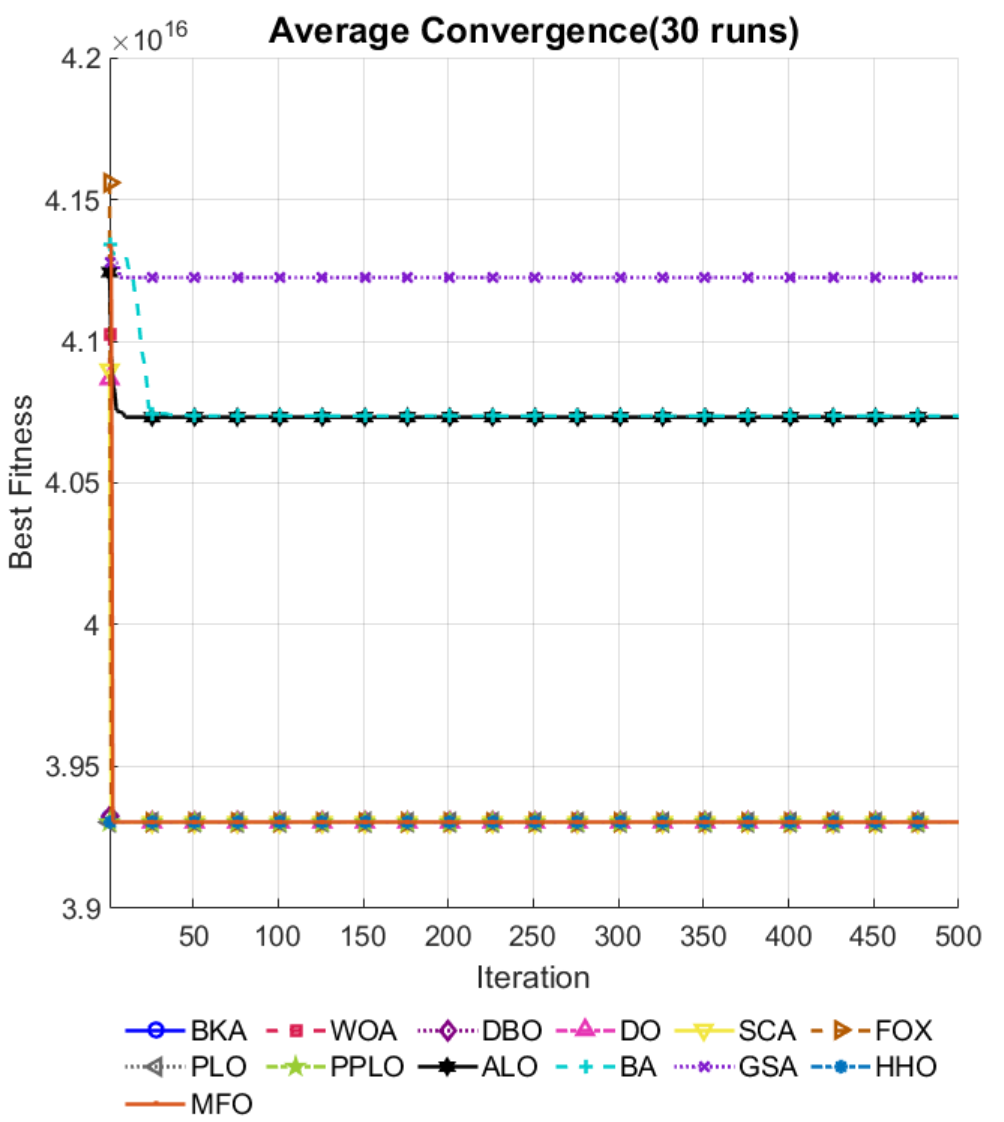 Average Convergence(30 runs)
×10^16
4.2
4.15
4.1
4.05
4
3.95
3.9
Best Fitness
50 100 150 200 250 300 350 400 450 500
Iteration
BKA WOA DBO DO SCA FOX
PLO PPLO ALO BA GSA HHO
MFO